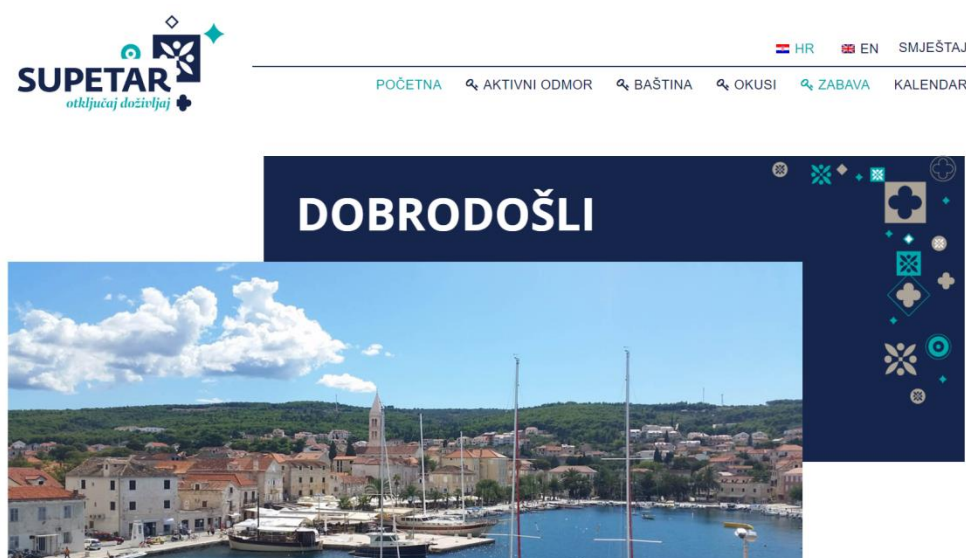 SUPETAR
otključaj doživljaj
HR EN SMJEŠTAJ
POČETNA AKTIVNI ODMOR BAŠTINA OKUSI ZABAVA KALENDAR
DOBRODOŠLI